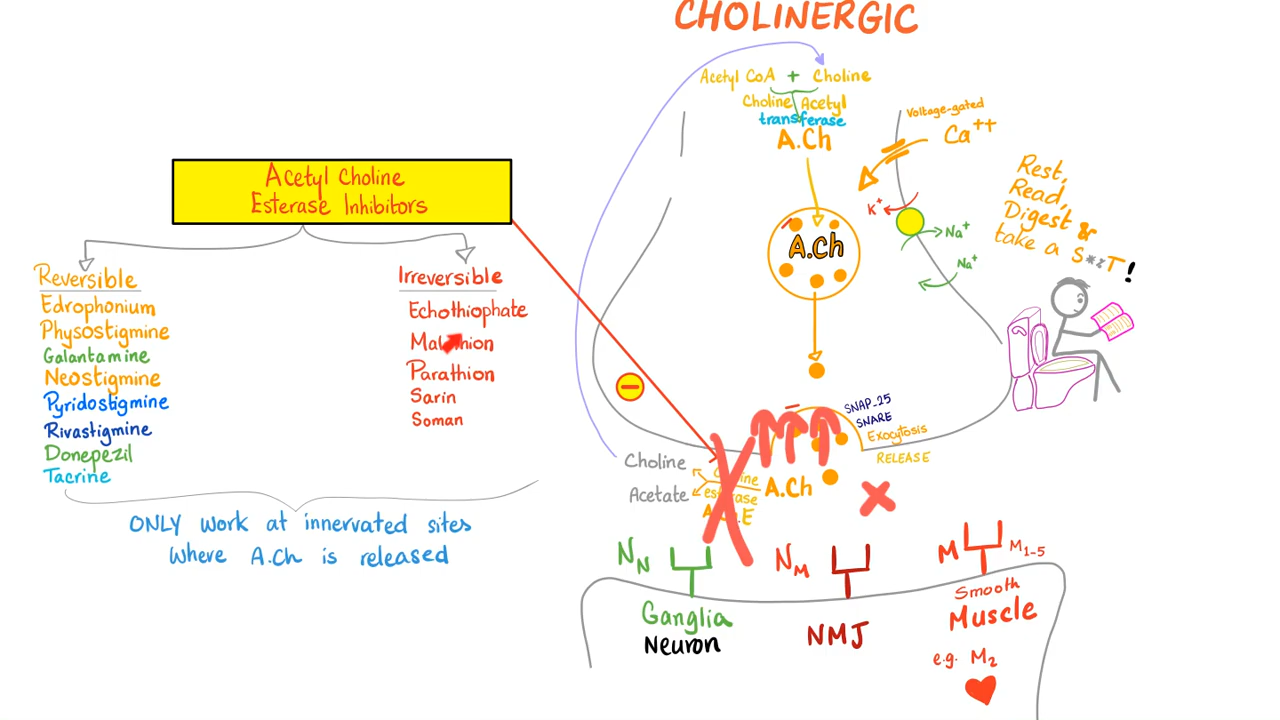 CHOLINERGIC
Acetyl CoA + Choline
Choline Acetyl
transferase
A.Ch
Voltage-gated
Ca++
K+
Na+
Na+
Rest,
Read,
Digest &
take a S*%T!
A.Ch
Acetyl Choline
Esterase Inhibitors
Reversible
Edrophonium
Physostigmine
Galantamine
Neostigmine
Pyridostigmine
Rivastigmine
Donepezil
Tacrine
Irreversible
Echothiophate
Parathion
Sarin
Soman
ONLY work at innervated sites
where A.Ch is released
SNAP_25
SNARE
Exocytosis
RELEASE
Choline
Acetate
A.Ch
NN
Ganglia
Neuron
NM
NMJ
M
M1-5
Smooth
Muscle
e.g. M2